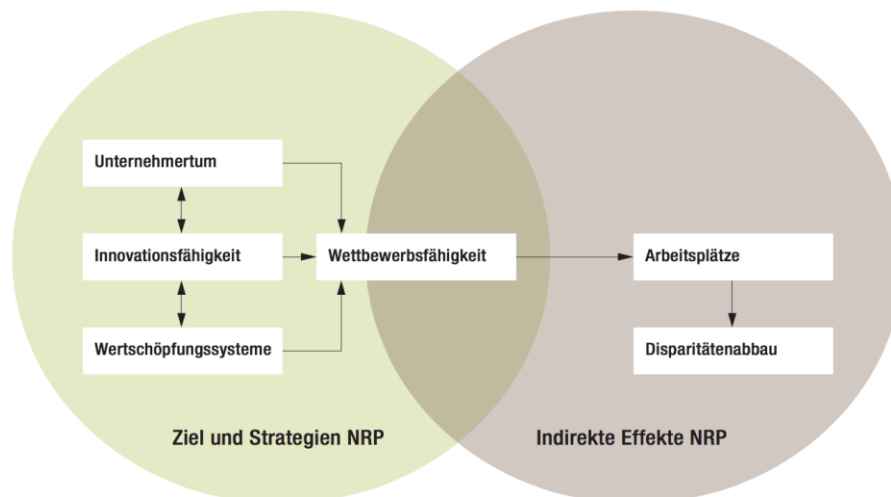 Unternehmertum
Innovationsfähigkeit
Wettbewerbsfähigkeit
Arbeitsplätze
Wertschöpfungssysteme
Disparitätenabbau
Ziel und Strategien NRP
Indirekte Effekte NRP